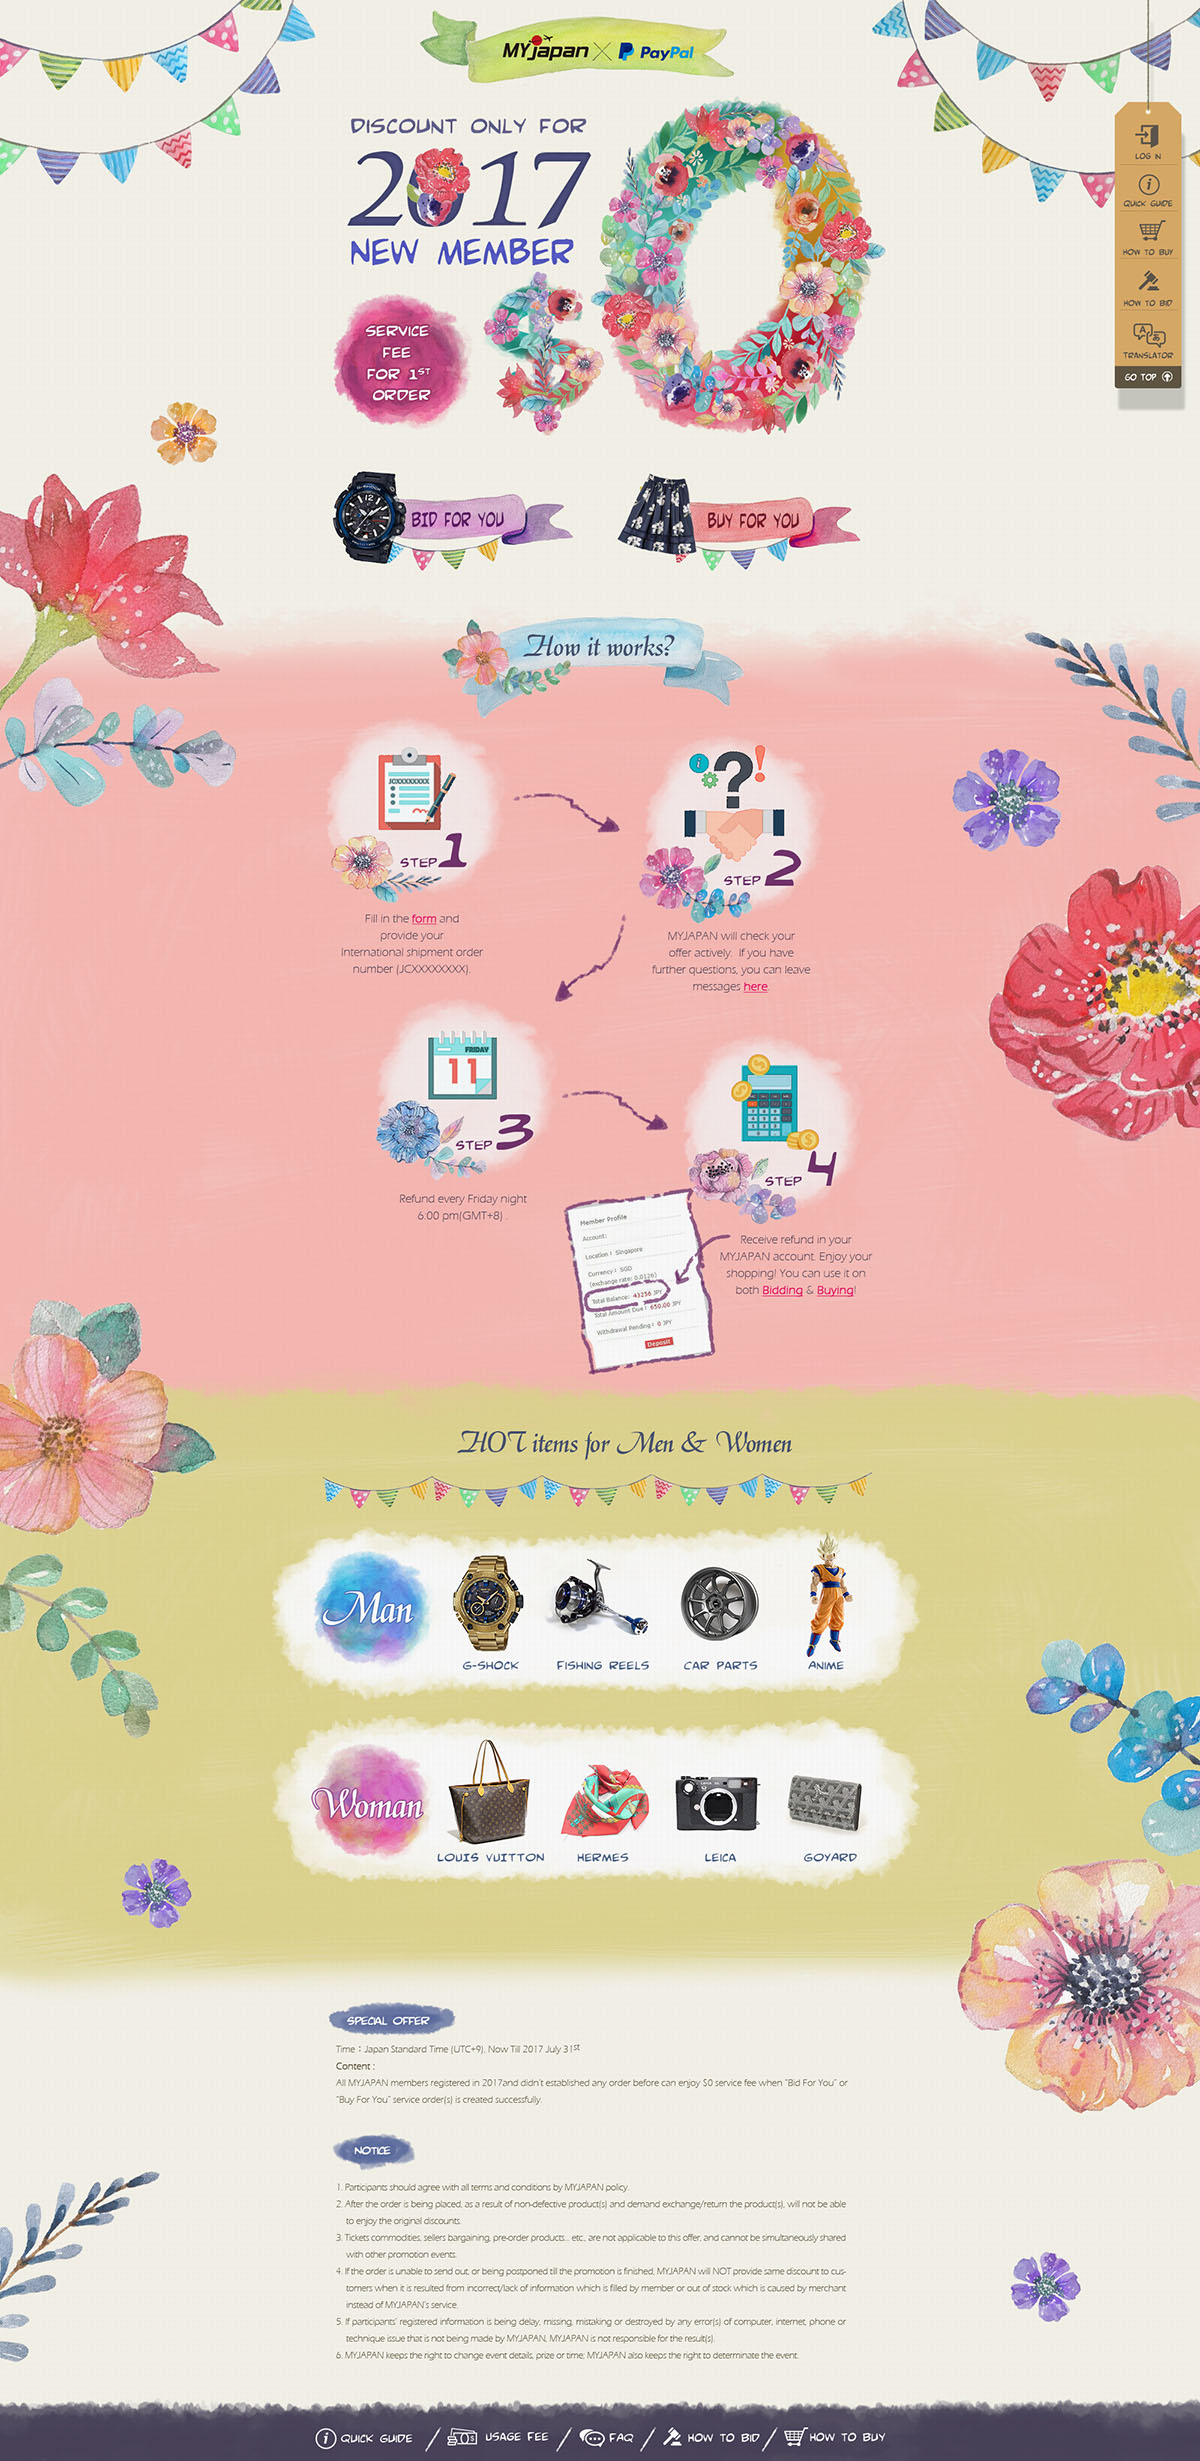 MYjapan X PayPal
DISCOUNT ONLY FOR
2017
NEW MEMBER
$0
SERVICE
FEE
FOR 1ST
ORDER
LOG IN
QUICK GUIDE
HOW TO BUY
HOW TO BID
TRANSLATOR
GO TOP
BID FOR YOU
BUY FOR YOU
How it works?
JCXXXXXXXX
STEP 1
Fill in the form and
provide your
International shipment order
number (JCXXXXXXXX).
STEP 2
MYJAPAN will check your
offer actively. If you have
further questions, you can leave
messages here.
FRIDAY
11
STEP 3
Refund every Friday night
6:00 pm(GMT+8) .
STEP 4
Receive refund in your
MYJAPAN account. Enjoy your
shopping! You can use it on
both Bidding & Buying!
Member Profile
Account:
Location : Singapore
Currency : SGD
(exchange rate: 0.0126)
Total Balance: 43256 JPY
Total Amount Due : 650.00 JPY
Withdrawal Pending : 0 JPY
Deposit
HOT items for Men & Women
Man
G-SHOCK
FISHING REELS
CAR PARTS
ANIME
Woman
LOUIS VUITTON
HERMES
LEICA
GOYARD
SPECIAL OFFER
Time : Japan Standard Time (UTC+9), Now Till 2017 July 31st
Content :
All MYJAPAN members registered in 2017and didn't established any order before can enjoy $0 service fee when "Bid For You" or
"Buy For You" service order(s) is created successfully.
NOTICE
1. Participants should agree with all terms and conditions by MYJAPAN policy.
2. After the order is being placed, as a result of non-defective product(s) and demand exchange/return the product(s), will not be able
to enjoy the original discounts.
3. Tickets commodities, sellers bargaining, pre-order products... etc., are not applicable to this offer, and cannot be simultaneously shared
with other promotion events.
4. If the order is unable to send out, or being postponed till the promotion is finished, MYJAPAN will NOT provide same discount to cus-
tomers when it is resulted from incorrect/lack of information which is filled by member or out of stock which is caused by merchant
instead of MYJAPAN's service.
5. If participants' registered information is being delay, missing, mistaking or destroyed by any error(s) of computer, internet, phone or
technique issue that is not being made by MYJAPAN, MYJAPAN is not responsible for the result(s).
6. MYJAPAN keeps the right to change event details, prize or time; MYJAPAN also keeps the right to determinate the event.
QUICK GUIDE / USAGE FEE / FAQ / HOW TO BID / HOW TO BUY